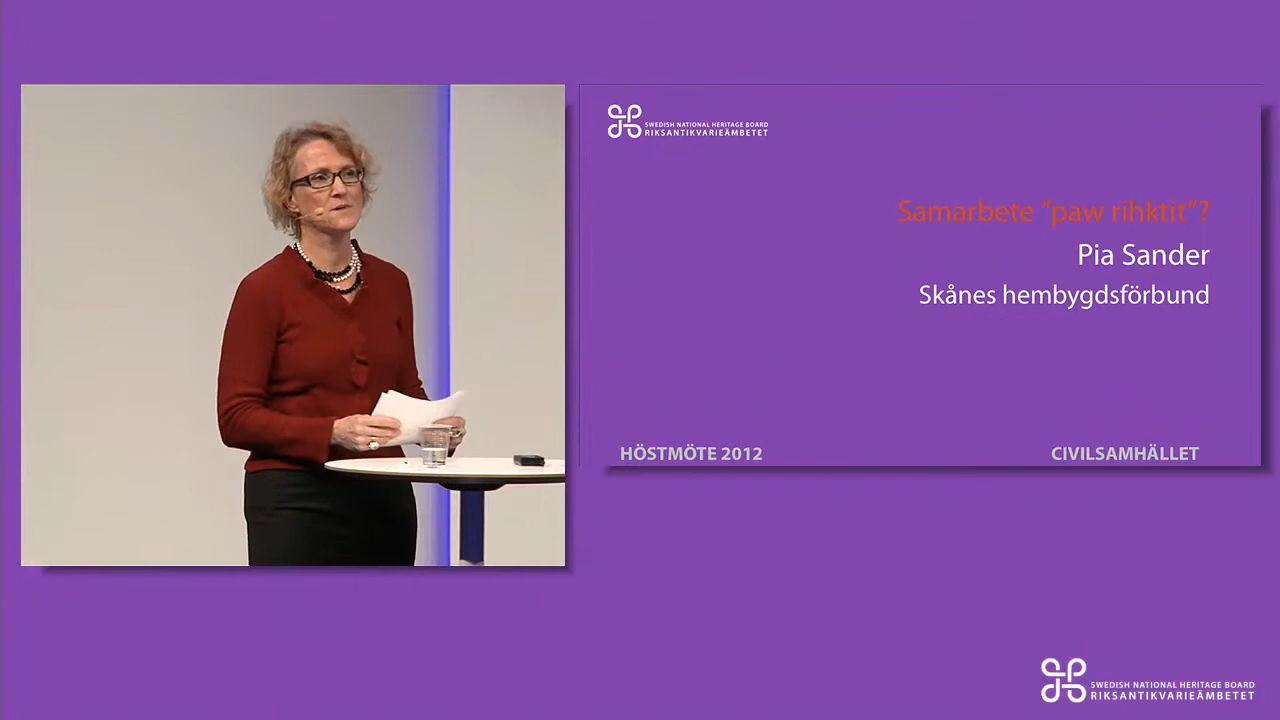 SWEDISH NATIONAL HERITAGE BOARD
RIKSANTIKVARIEÄMBETET
Samarbete ”paw rihktit”?
Pia Sander
Skånes hembygdsförbund
HÖSTMÖTE 2012
CIVILSAMHÄLLET
SWEDISH NATIONAL HERITAGE BOARD
RIKSANTIKVARIEÄMBETET